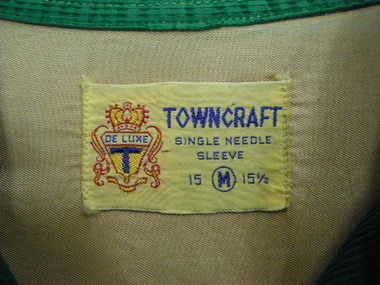 DE LUXE
T
TOWNCRAFT
SINGLE NEEDLE
SLEEVE
15 M 15½